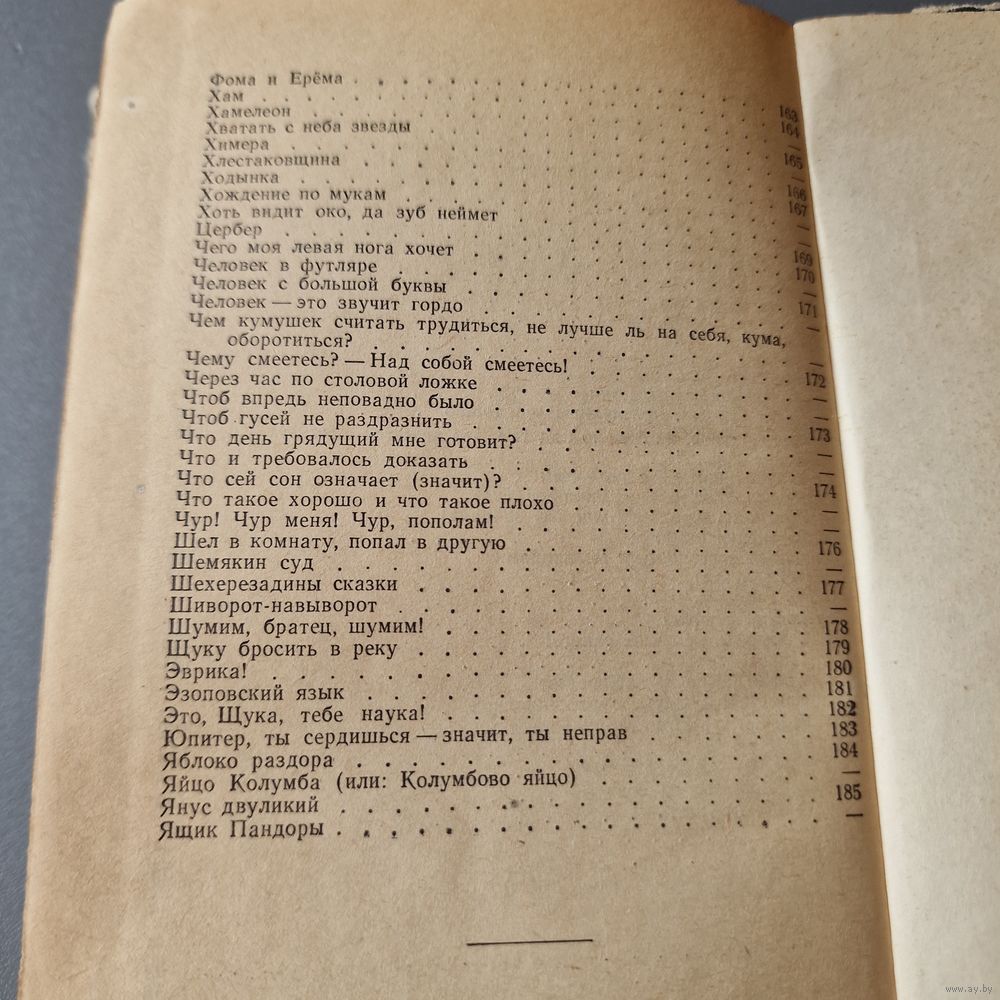 Фома и Ерёма . . . . . . . . . . 163
Хам . . . . . . . . . . 164
Хамелеон . . . . . . . . . . —
Хватать с неба звезды . . . . . . . . . . 165
Химера . . . . . . . . . . —
Хлестаковщина . . . . . . . . . . 166
Ходынка . . . . . . . . . . 167
Хождение по мукам . . . . . . . . . . —
Хоть видит око, да зуб неймет . . . . . . . . . . —
Цербер . . . . . . . . . . 169
Чего моя левая нога хочет . . . . . . . . . . 170
Человек в футляре . . . . . . . . . . —
Человек с большой буквы . . . . . . . . . . 171
Человек — это звучит гордо . . . . . . . . . . —
Чем кумушек считать трудиться, не лучше ль на себя, кума,
оборотиться? . . . . . . . . . . —
Чему смеетесь? — Над собой смеетесь! . . . . . . . . 172
Через час по столовой ложке . . . . . . . . . . —
Чтоб впредь неповадно было . . . . . . . . . . —
Чтоб гусей не раздразнить . . . . . . . . . . 173
Что день грядущий мне готовит? . . . . . . . . . . —
Что и требовалось доказать . . . . . . . . . . —
Что сей сон означает (значит)? . . . . . . . . . . 174
Что такое хорошо и что такое плохо . . . . . . . . —
Чур! Чур меня! Чур, пополам! . . . . . . . . . . —
Шел в комнату, попал в другую . . . . . . . . . . 176
Шемякин суд . . . . . . . . . . —
Шехерезадины сказки . . . . . . . . . . 177
Шиворот-навыворот . . . . . . . . . . —
Шумим, братец, шумим! . . . . . . . . . . 178
Щуку бросить в реку . . . . . . . . . . 179
Эврика! . . . . . . . . . . 180
Эзоповский язык . . . . . . . . . . 181
Это, Щука, тебе наука! . . . . . . . . . . 182
Юпитер, ты сердишься — значит, ты неправ . . . . . . 183
Яблоко раздора . . . . . . . . . . 184
Яйцо Колумба (или: Колумбово яйцо) . . . . . . . . —
Янус двуликий . . . . . . . . . . 185
Ящик Пандоры . . . . . . . . . . —
www.ay.by